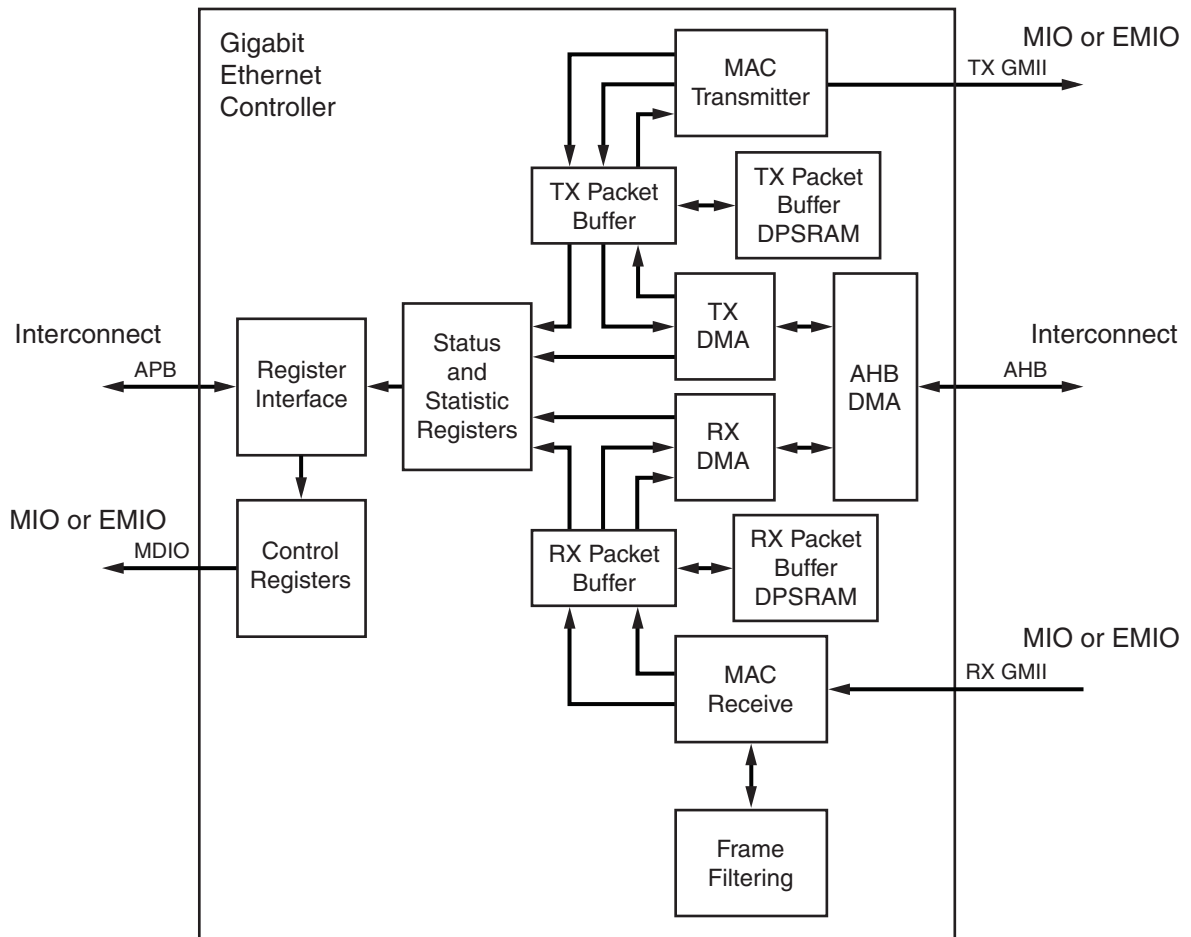 Gigabit
Ethernet
Controller
MAC
Transmitter
MIO or EMIO
TX GMII
TX Packet
Buffer
TX Packet
Buffer
DPSRAM
Interconnect
APB
Register
Interface
Status
and
Statistic
Registers
TX
DMA
AHB
DMA
Interconnect
AHB
RX
DMA
MIO or EMIO
MDIO
Control
Registers
RX Packet
Buffer
RX Packet
Buffer
DPSRAM
MAC
Receive
MIO or EMIO
RX GMII
Frame
Filtering